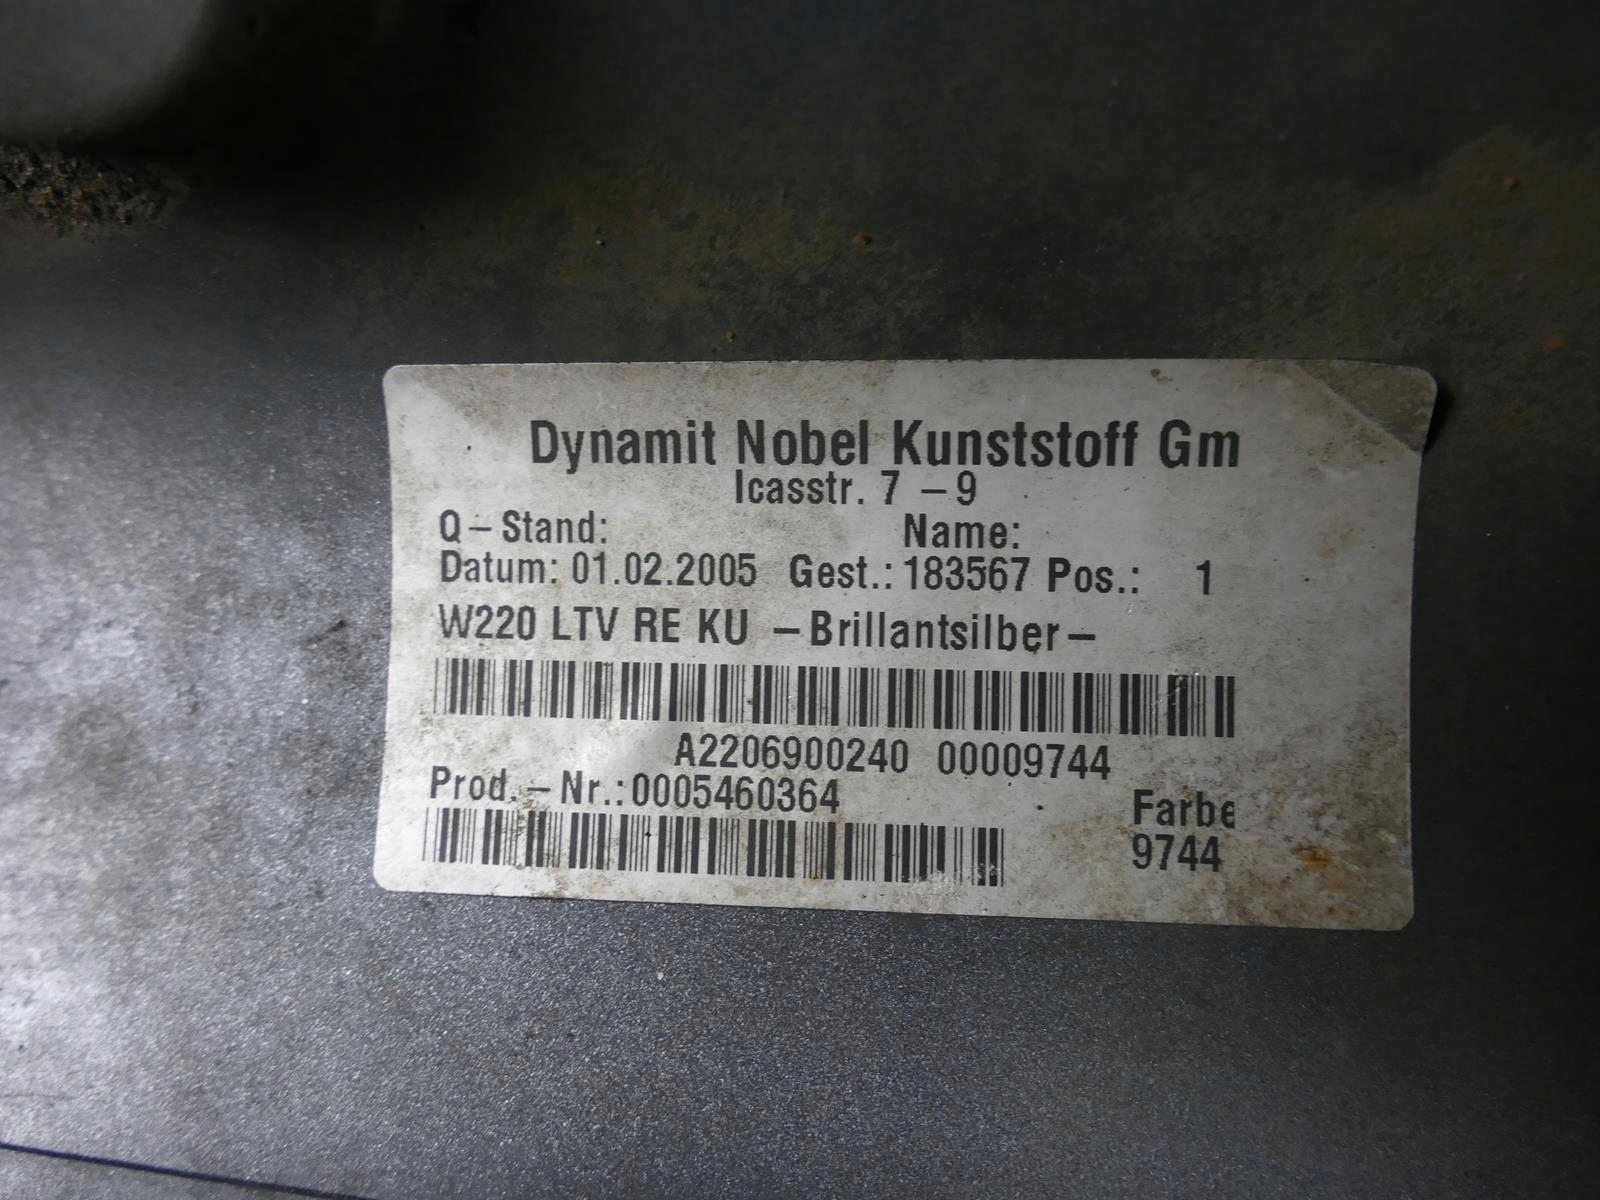 Dynamit Nobel Kunststoff Gm
Icasstr. 7 – 9
Q – Stand: Name:
Datum: 01.02.2005 Gest.: 183567 Pos.: 1
W220 LTV RE KU – Brillantsilber –
A2206900240 00009744
Prod. – Nr.: 0005460364
Farbe
9744